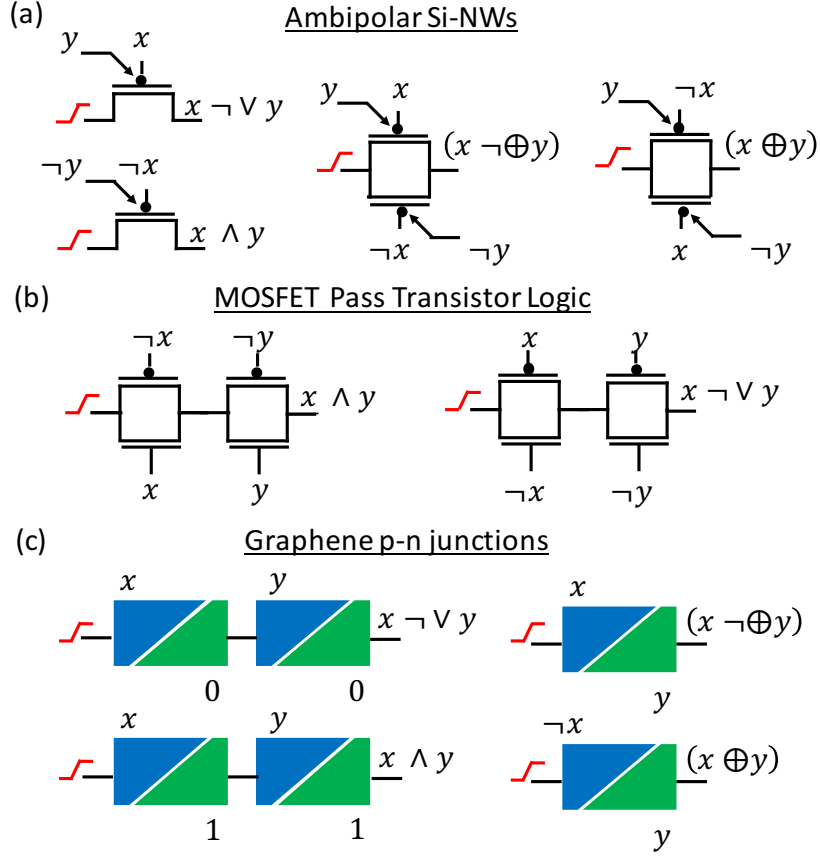 (a)
Ambipolar Si-NWs
y x
x ¬ ∨ y
¬y ¬x
x ∧ y
y x
(x ¬⊕y)
¬x ¬y
y ¬x
(x ⊕y)
x ¬y
(b)
MOSFET Pass Transistor Logic
¬x ¬y
x ∧ y
x y
x y
x ¬ ∨ y
¬x ¬y
(c)
Graphene p-n junctions
x y
x ¬ ∨ y
0 0
x
(x ¬⊕y)
y
x y
x ∧ y
1 1
¬x
(x ⊕y)
y